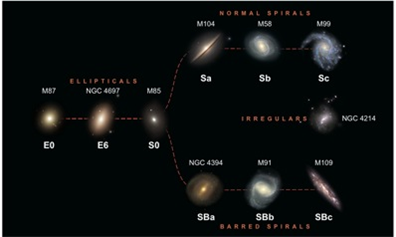 NORMAL SPIRALS
M104 M58 M99
Sa Sb Sc
ELLIPTICALS
M87 NGC 4697 M85
E0 E6 S0
IRREGULARS
NGC 4214
NGC 4394 M91 M109
SBa SBb SBc
BARRED SPIRALS